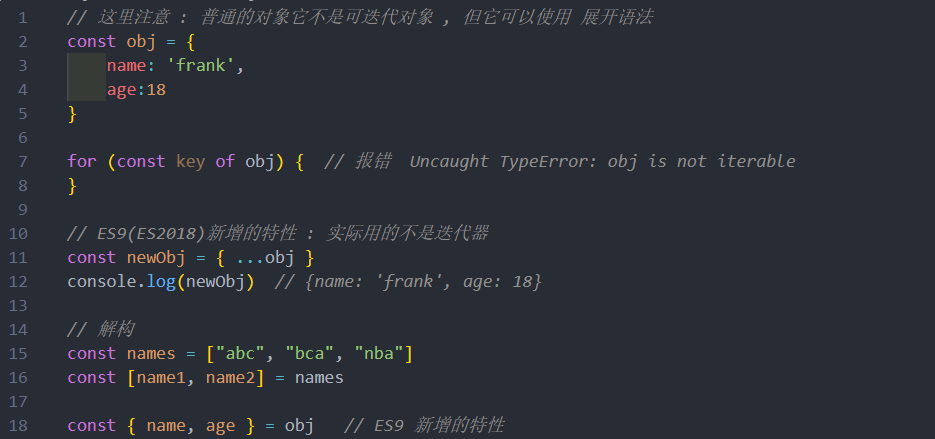 1 // 这里注意 : 普通的对象它不是可迭代对象 , 但它可以使用 展开语法
2 const obj = {
3     name: 'frank',
4     age:18
5 }
6
7 for (const key of obj) {  // 报错  Uncaught TypeError: obj is not iterable
8 }
9
10 // ES9(ES2018)新增的特性 : 实际用的不是迭代器
11 const newObj = { ...obj }
12 console.log(newObj)  // {name: 'frank', age: 18}
13
14 // 解构
15 const names = ["abc", "bca", "nba"]
16 const [name1, name2] = names
17
18 const { name, age } = obj   // ES9 新增的特性